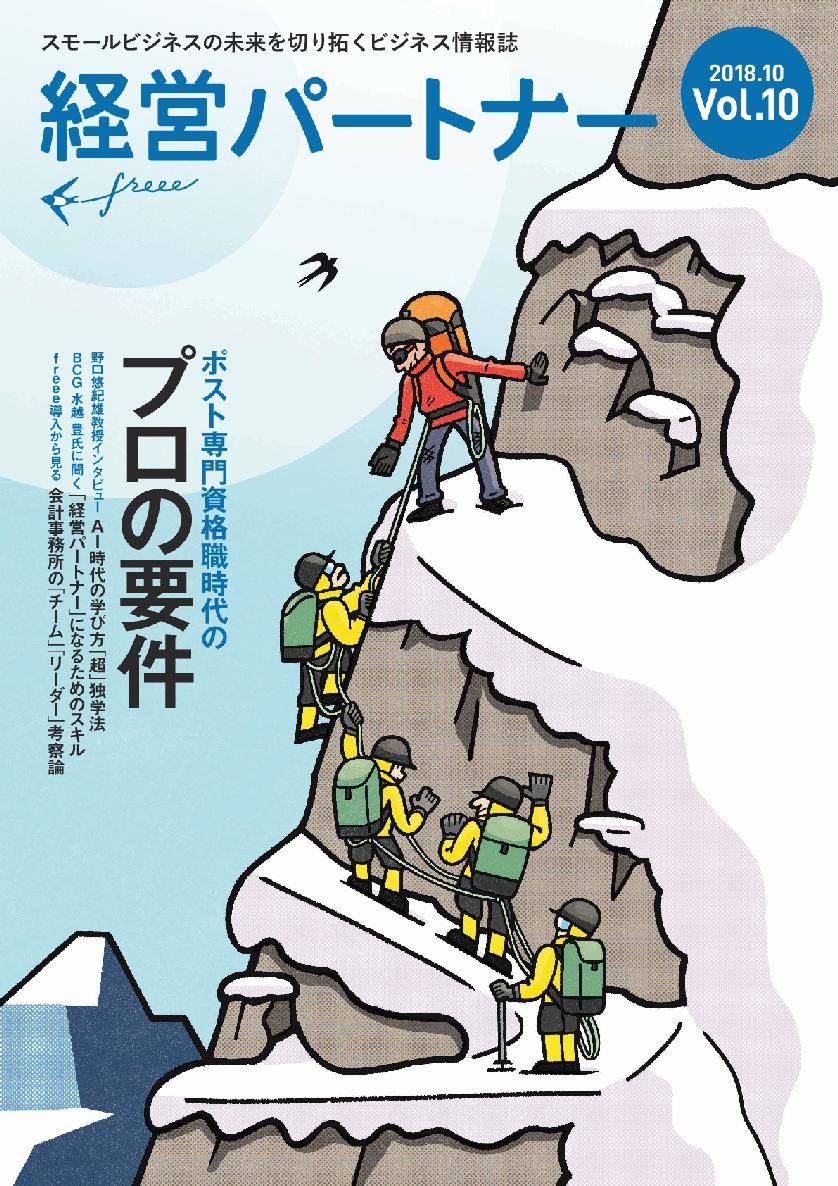 スモールビジネスの未来を切り拓くビジネス情報誌
経営パートナー
2018.10
Vol.10
freee
ポスト専門資格職時代の
プロの要件
野口悠紀雄教授インタビュー AI時代の学び方「超」独学法
BCG 水越 豊氏に聞く 「経営パートナー」になるためのスキル
freee導入から見る 会計事務所の「チーム」「リーダー」考察論